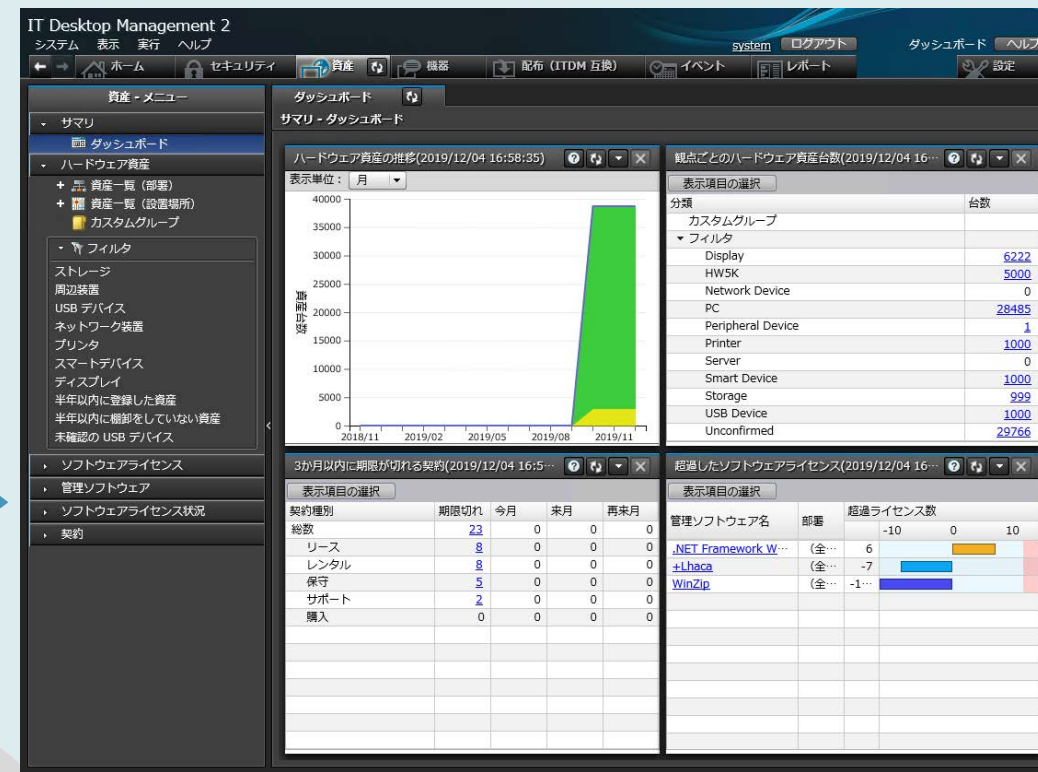 IT Desktop Management 2
システム 表示 実行 ヘルプ
system ログアウト ダッシュボード ヘルプ
ホーム セキュリティ 資産 機器 配布（ITDM 互換） イベント レポート 設定
資産 - メニュー
サマリ
ダッシュボード
ハードウェア資産
資産一覧（部署）
資産一覧（設置場所）
カスタムグループ
フィルタ
ストレージ
周辺装置
USB デバイス
ネットワーク装置
プリンタ
スマートデバイス
ディスプレイ
半年以内に登録した資産
半年以内に棚卸をしていない資産
未確認の USB デバイス
ソフトウェアライセンス
管理ソフトウェア
ソフトウェアライセンス状況
契約
ダッシュボード
サマリ - ダッシュボード
ハードウェア資産の推移(2019/12/04 16:58:35)
表示単位： 月
資産台数
40000
35000
30000
25000
20000
15000
10000
5000
0
2018/11 2019/02 2019/05 2019/08 2019/11
観点ごとのハードウェア資産台数(2019/12/04 16…
表示項目の選択
分類 台数
カスタムグループ
フィルタ
Display 6222
HW5K 5000
Network Device 0
PC 28485
Peripheral Device 1
Printer 1000
Server 0
Smart Device 1000
Storage 999
USB Device 1000
Unconfirmed 29766
3か月以内に期限が切れる契約(2019/12/04 16:5…
表示項目の選択
契約種別 期限切れ 今月 来月 再来月
総数 23 0 0 0
リース 8 0 0 0
レンタル 8 0 0 0
保守 5 0 0 0
サポート 2 0 0 0
購入 0 0 0 0
超過したソフトウェアライセンス(2019/12/04 16…
表示項目の選択
管理ソフトウェア名 部署 超過ライセンス数
-10 0 10
.NET Framework W… （全… 6
+Lhaca （全… -7
WinZip （全… -1…